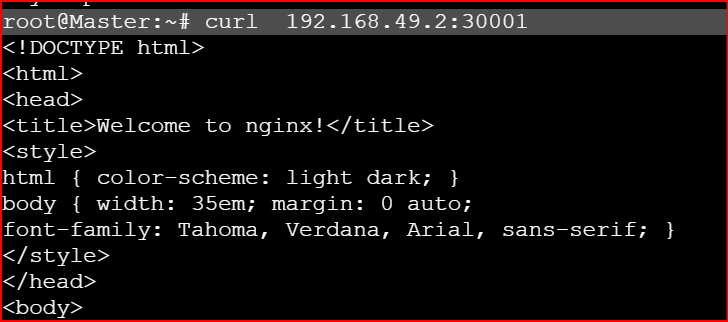 root@Master:~# curl  192.168.49.2:30001
<!DOCTYPE html>
<html>
<head>
<title>Welcome to nginx!</title>
<style>
html { color-scheme: light dark; }
body { width: 35em; margin: 0 auto;
font-family: Tahoma, Verdana, Arial, sans-serif; }
</style>
</head>
<body>